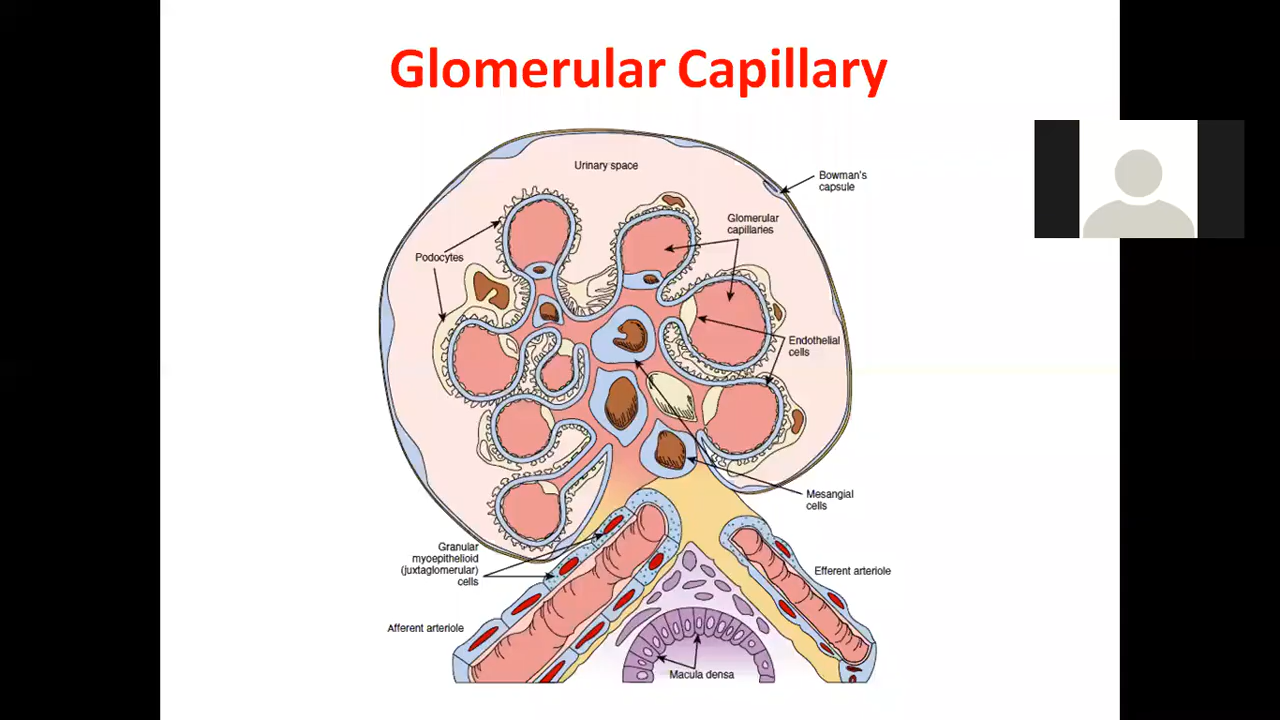 Glomerular Capillary
Urinary space
Bowman's
capsule
Glomerular
capillaries
Podocytes
Endothelial
cells
Mesangial
cells
Granular
myoepithelioid
(juxtaglomerular)
cells
Efferent arteriole
Afferent arteriole
Macula densa